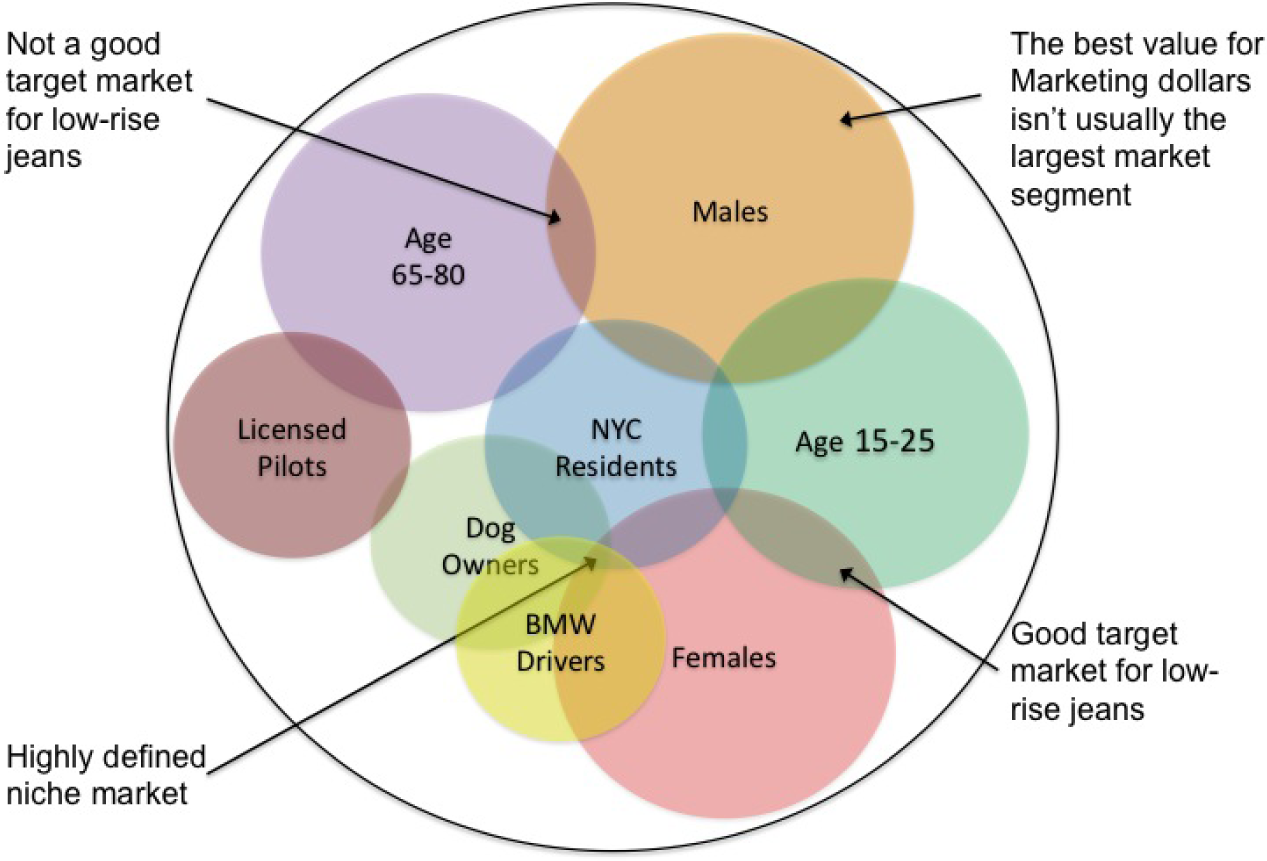 Not a good
target market
for low-rise
jeans
The best value for
Marketing dollars
isn't usually the
largest market
segment
Males
Age
65-80
Licensed
Pilots
NYC
Residents
Age 15-25
Dog
Owners
BMW
Drivers
Females
Good target
market for low-
rise jeans
Highly defined
niche market